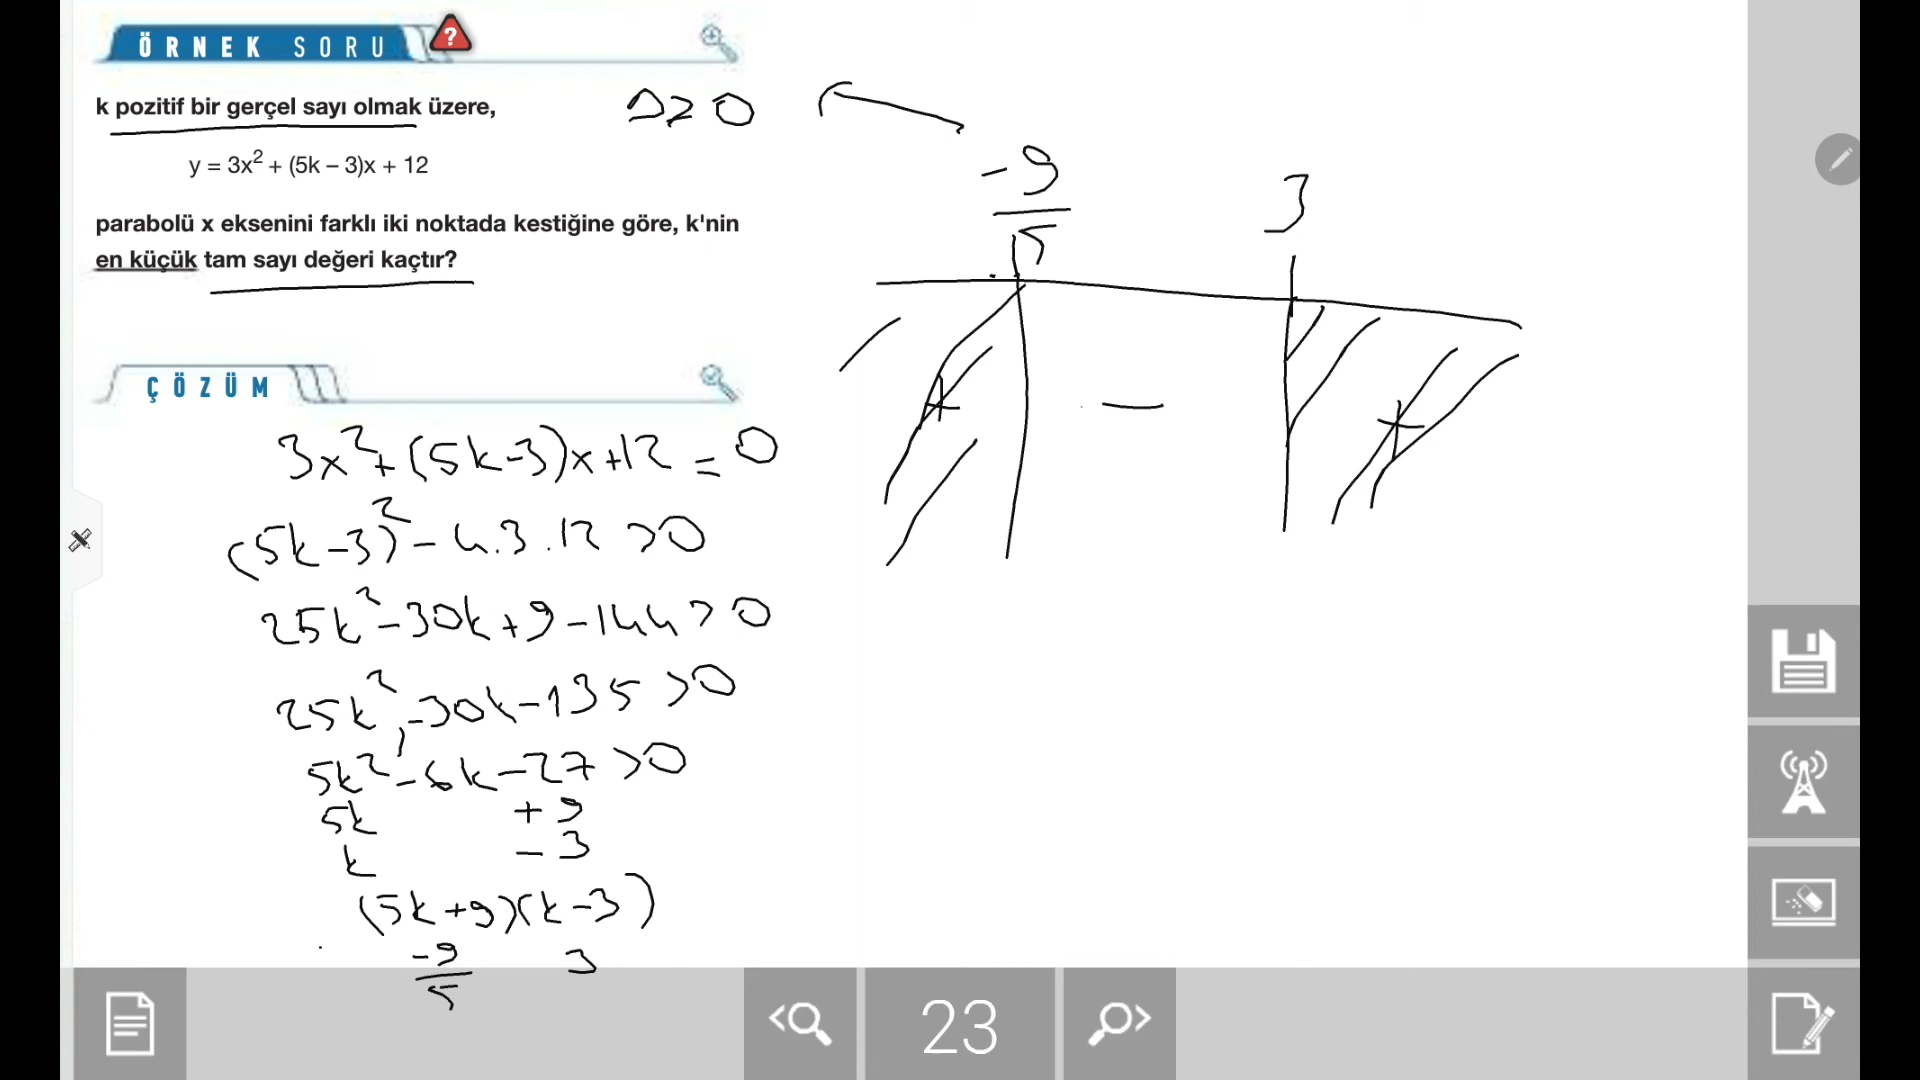 ÖRNEK SORU
?
k pozitif bir gerçel sayı olmak üzere,
y = 3x² + (5k – 3)x + 12
parabolü x eksenini farklı iki noktada kestiğine göre, k'nin
en küçük tam sayı değeri kaçtır?
ÇÖZÜM
3x²+(5k-3)x+12=0
(5k-3)²-4.3.12>0
25k²-30k+9-144>0
25k²-30k-135>0
5k²-6k-27>0
5k +9
k -3
(5k+9)(k-3)
-9/5 3
-9/5 3
+ - +
23